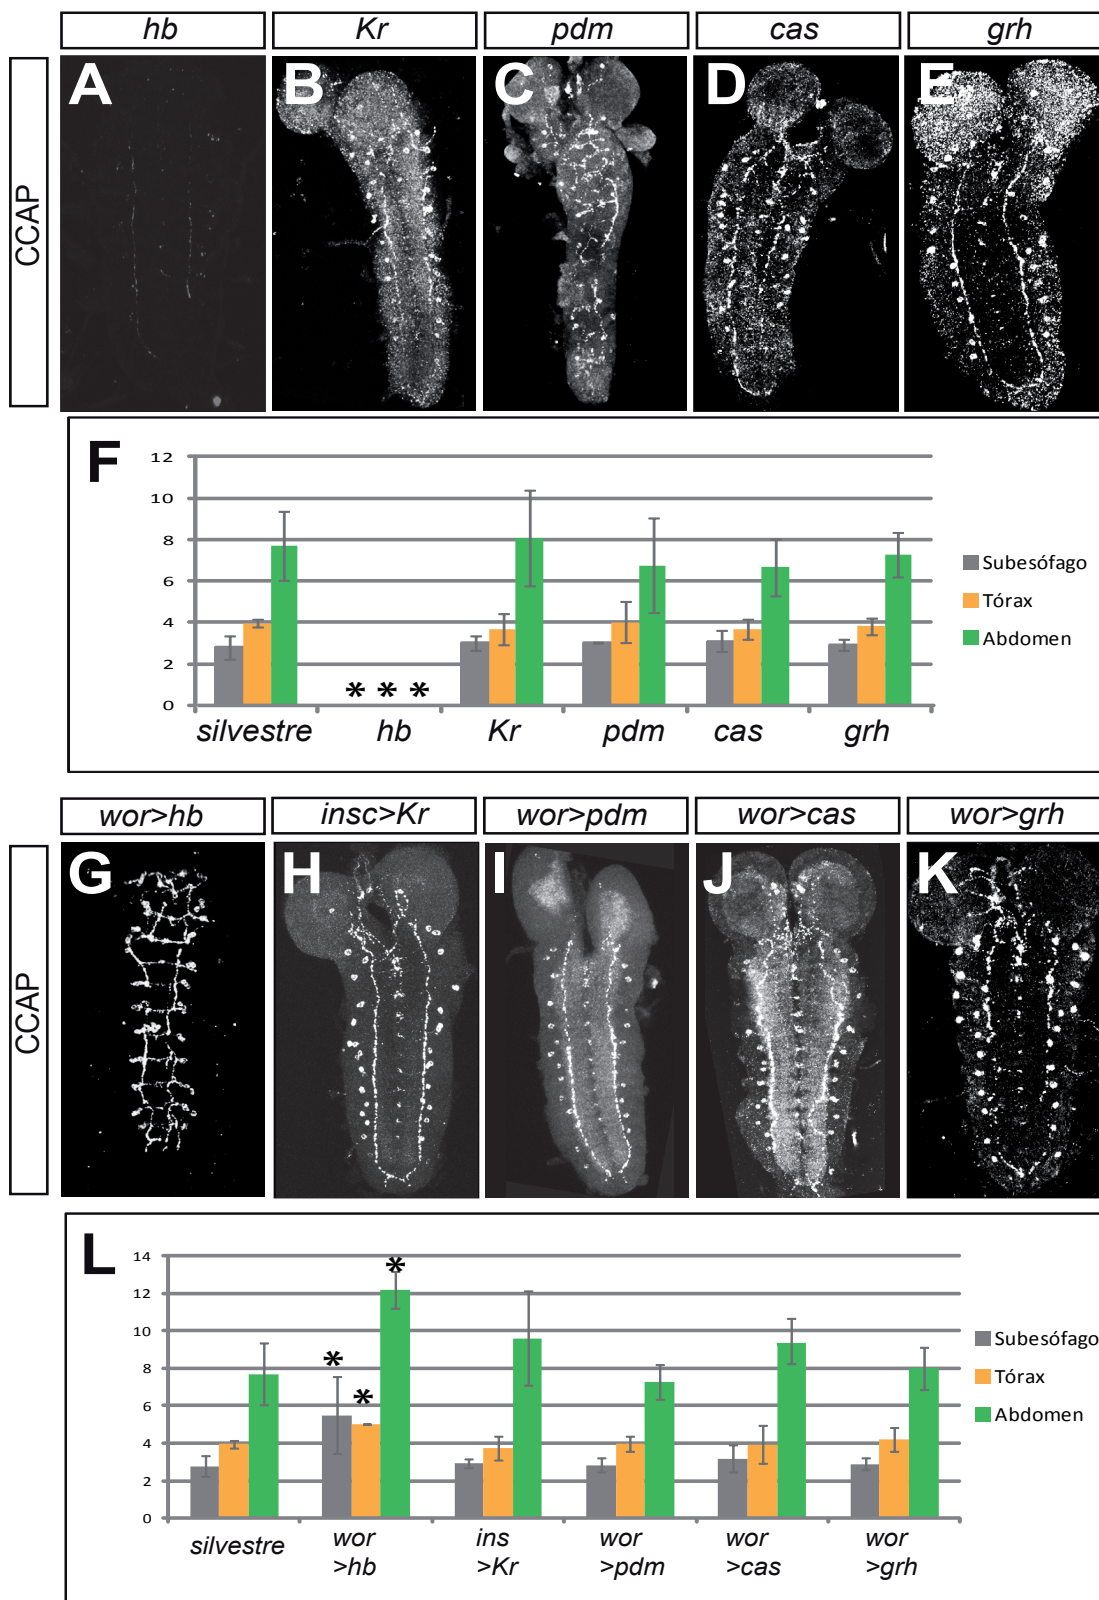 hb Kr pdm cas grh
CCAP
A B C D E
F
12
10
8
6
4
2
0
* * *
silvestre hb Kr pdm cas grh
Subesófago
Tórax
Abdomen
wor>hb insc>Kr wor>pdm wor>cas wor>grh
CCAP
G H I J K
L
14
12
10
8
6
4
2
0
* * *
silvestre wor ins wor wor wor
>hb >Kr >pdm >cas >grh
Subesófago
Tórax
Abdomen